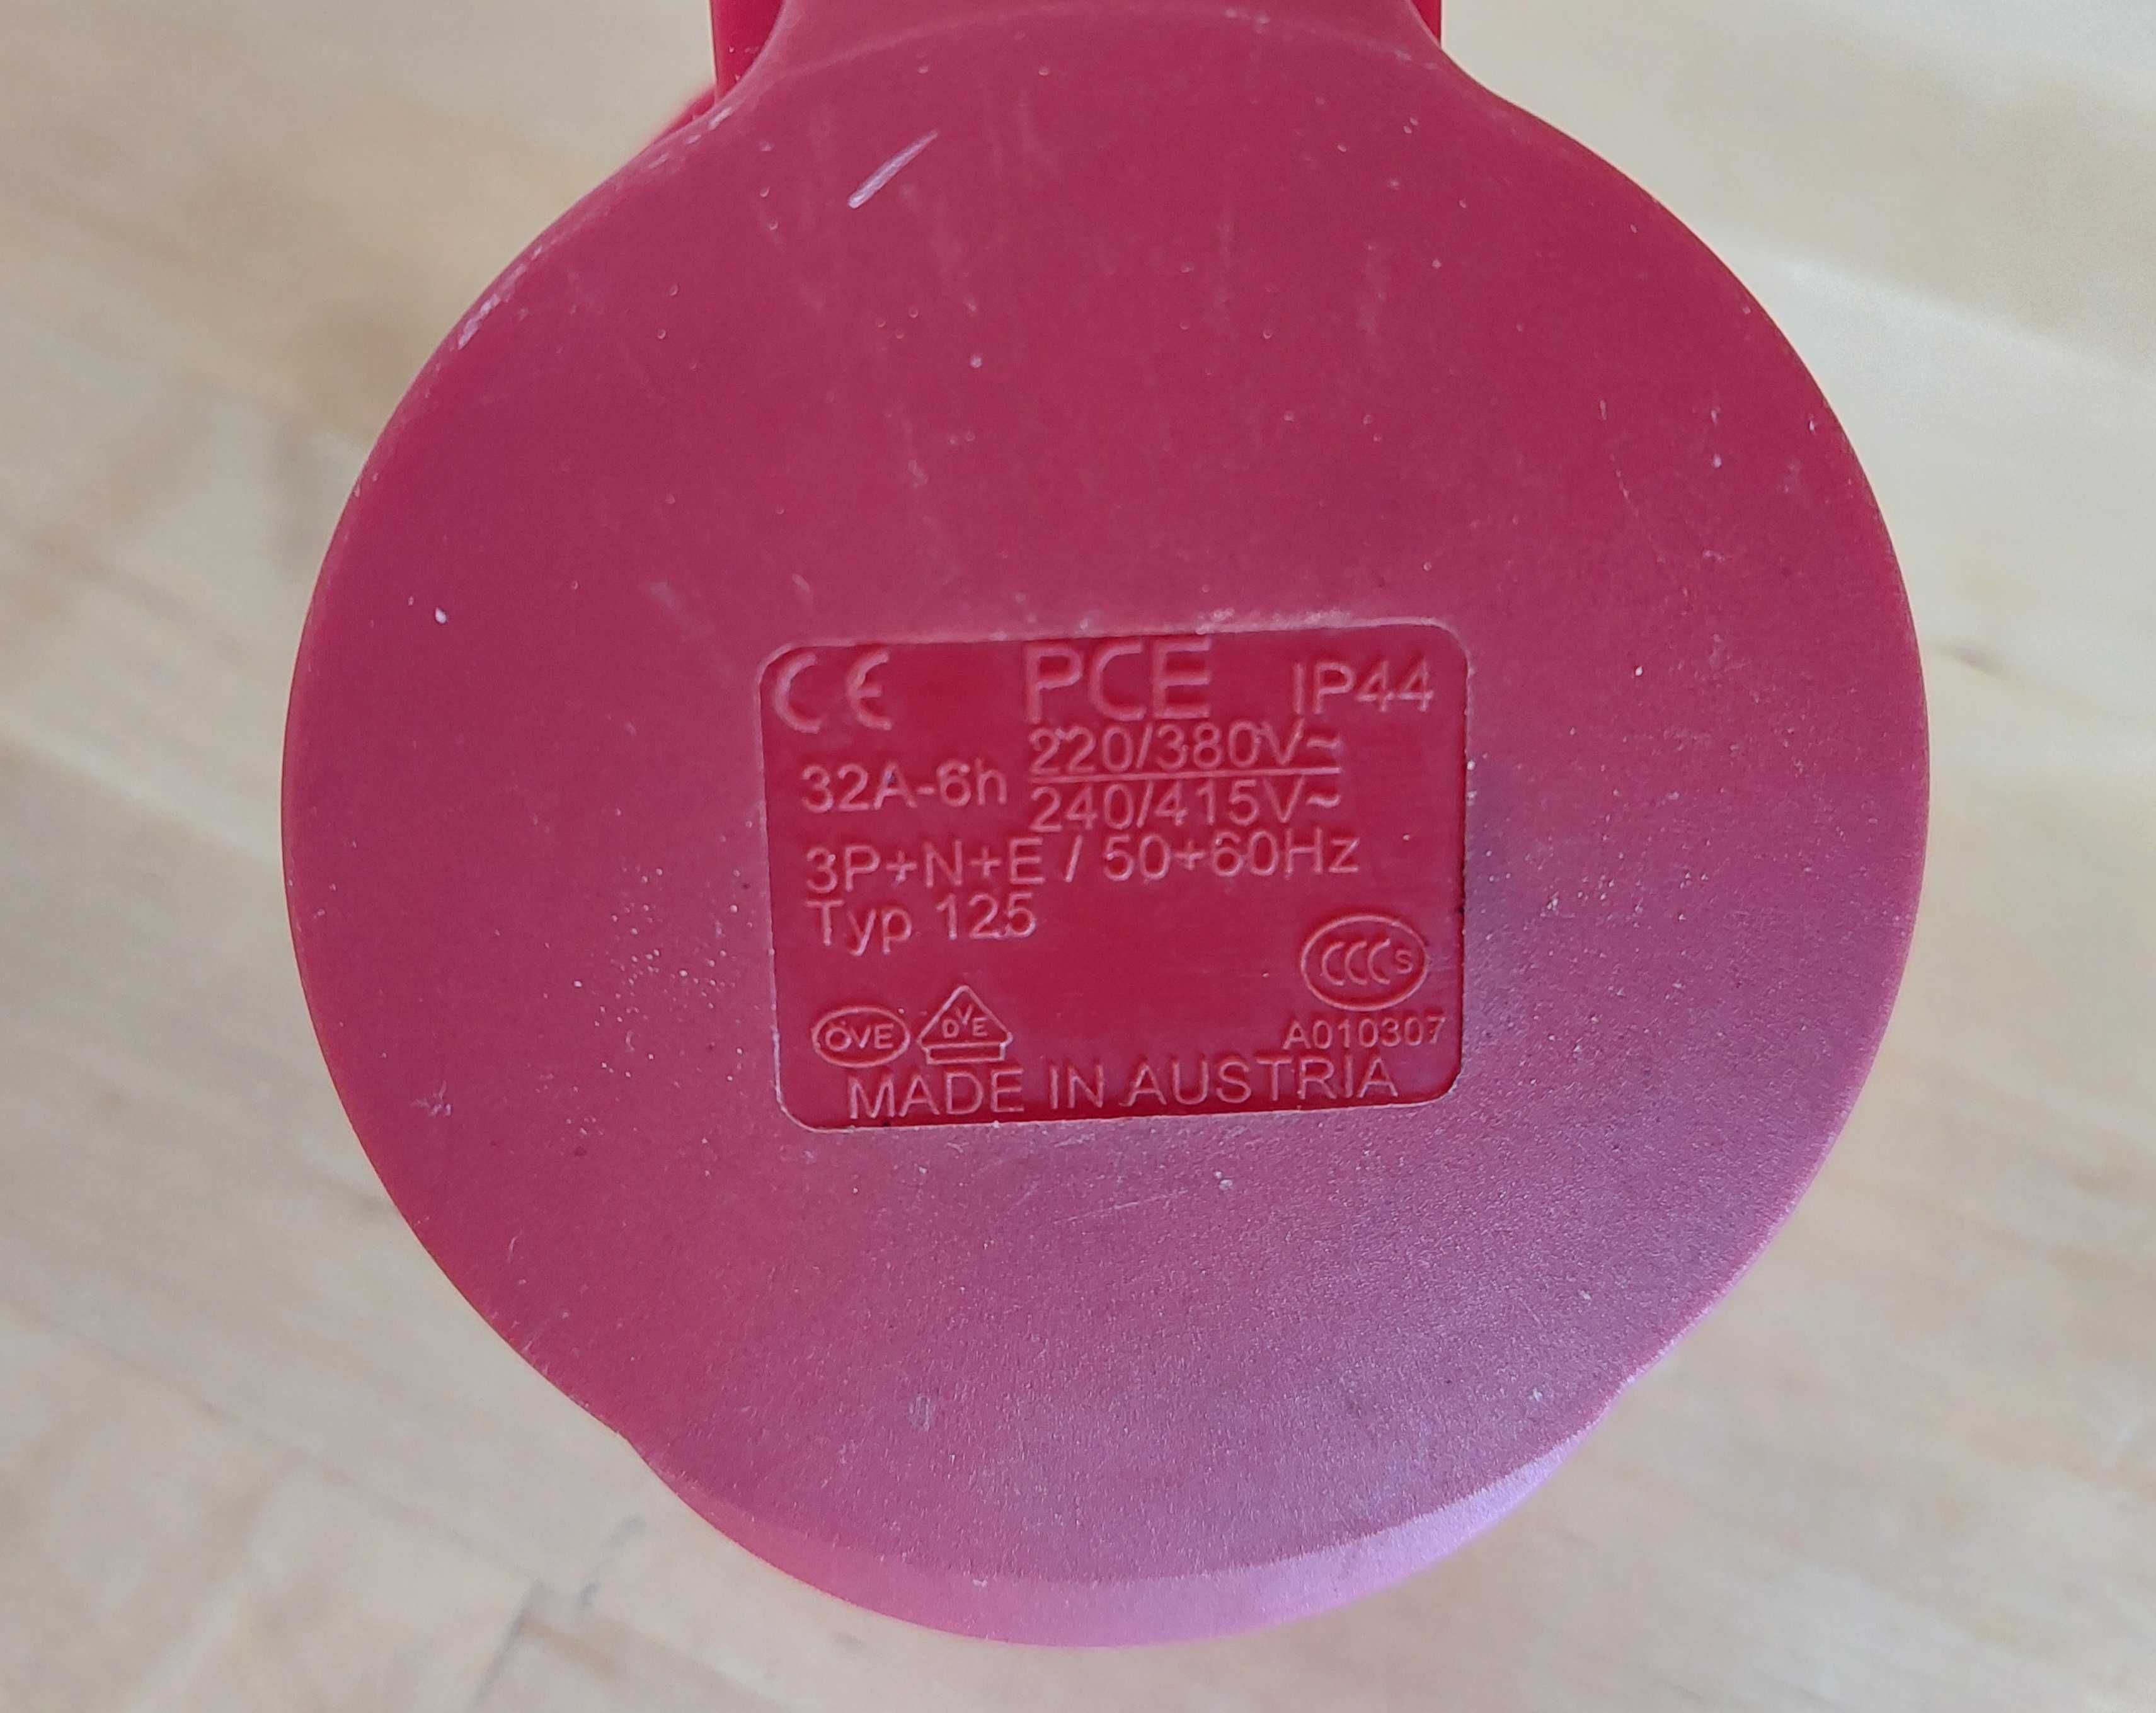 CE PCE IP44
32A-6h 220/380V~
240/415V~
3P+N+E / 50+60Hz
Typ 125
CCC S
A010307
ÖVE DVE
MADE IN AUSTRIA